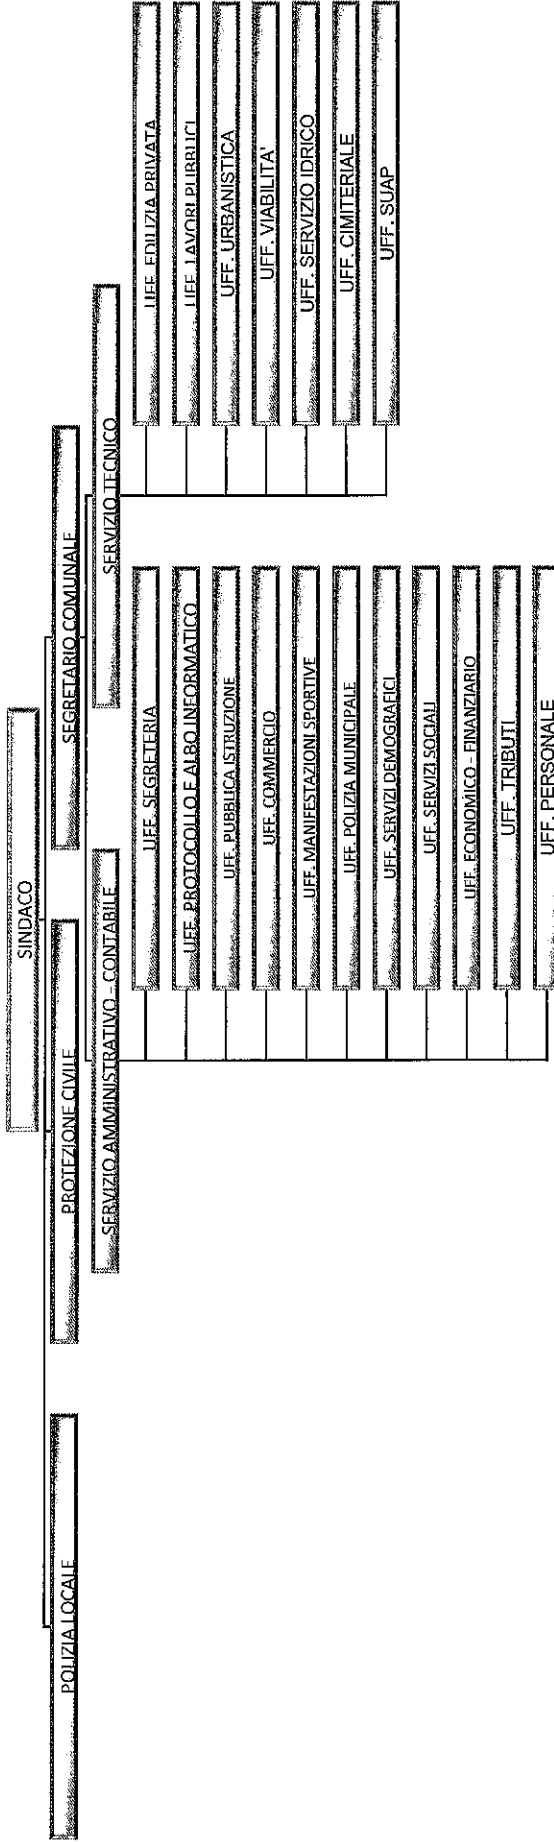 SINDACO
POLIZIA LOCALE
PROTEZIONE CIVILE
SEGRETARIO COMUNALE
SERVIZIO AMMINISTRATIVO - CONTABILE
UFF. SEGRETERIA
UFF. PROTOCOLLO E ALBO INFORMATICO
UFF. PUBBLICA ISTRUZIONE
UFF. COMMERCIO
UFF. MANIFESTAZIONI SPORTIVE
UFF. POLIZIA MUNICIPALE
UFF. SERVIZI DEMOGRAFICI
UFF. SERVIZI SOCIALI
UFF. ECONOMICO - FINANZIARIO
UFF. TRIBUTI
UFF. PERSONALE
SERVIZIO TECNICO
UFF. EDILIZIA PRIVATA
UFF. LAVORI PUBBLICI
UFF. URBANISTICA
UFF. VIABILITA'
UFF. SERVIZIO IDRICO
UFF. CIMITERIALE
UFF. SUAP